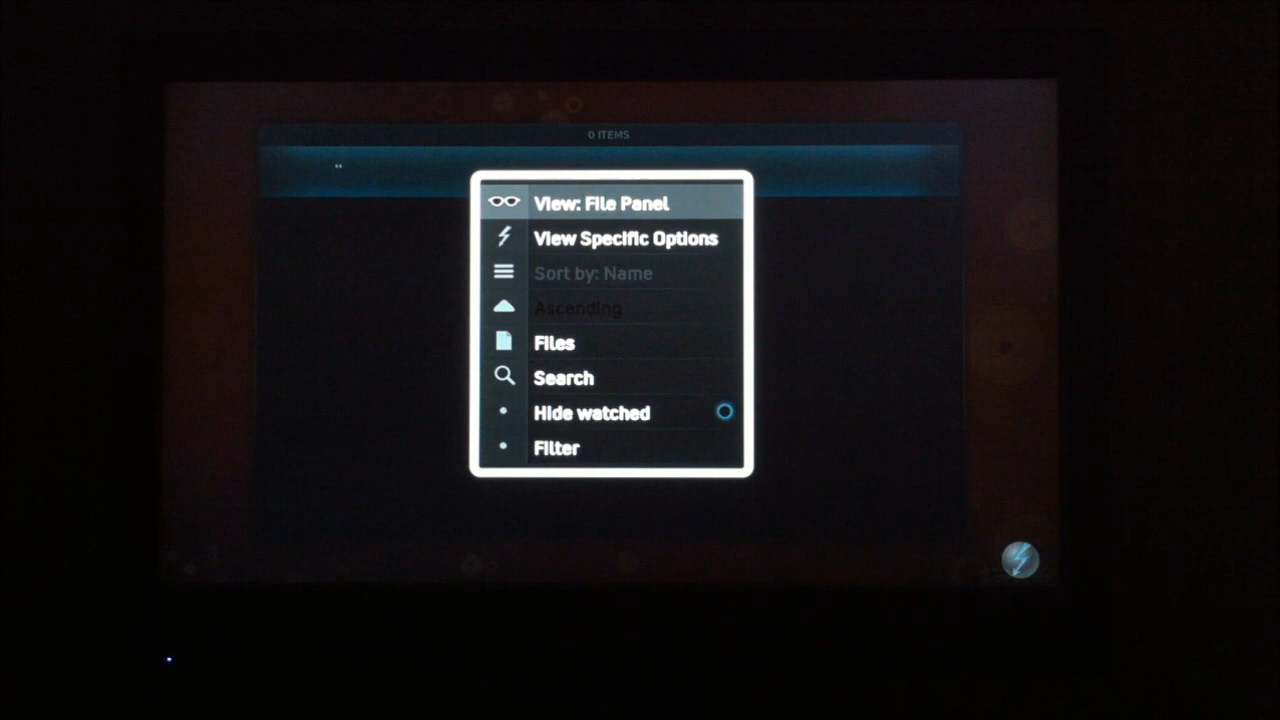 0 ITEMS
..
View: File Panel
View Specific Options
Sort by: Name
Ascending
Files
Search
Hide watched
Filter